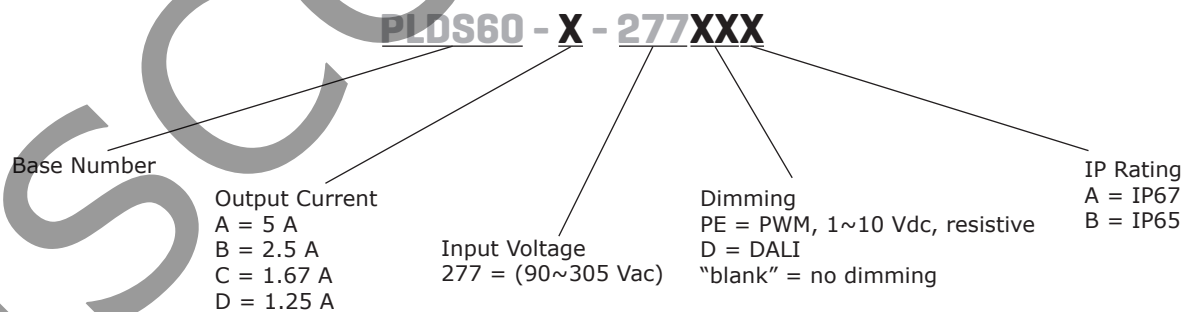 PLDS60 - X - 277XXX
Base Number
Output Current
A = 5 A
B = 2.5 A
C = 1.67 A
D = 1.25 A
Input Voltage
277 = (90~305 Vac)
Dimming
PE = PWM, 1~10 Vdc, resistive
D = DALI
"blank" = no dimming
IP Rating
A = IP67
B = IP65